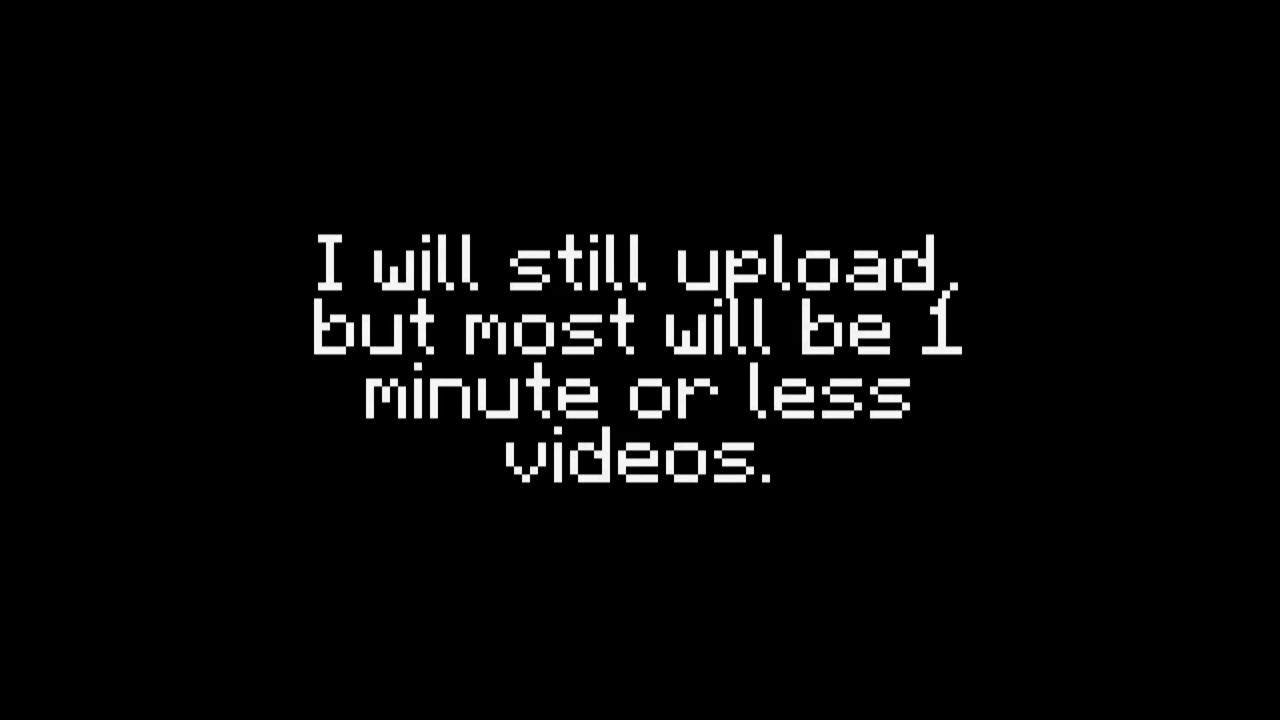 I will still upload,
but most will be 1
minute or less
videos.